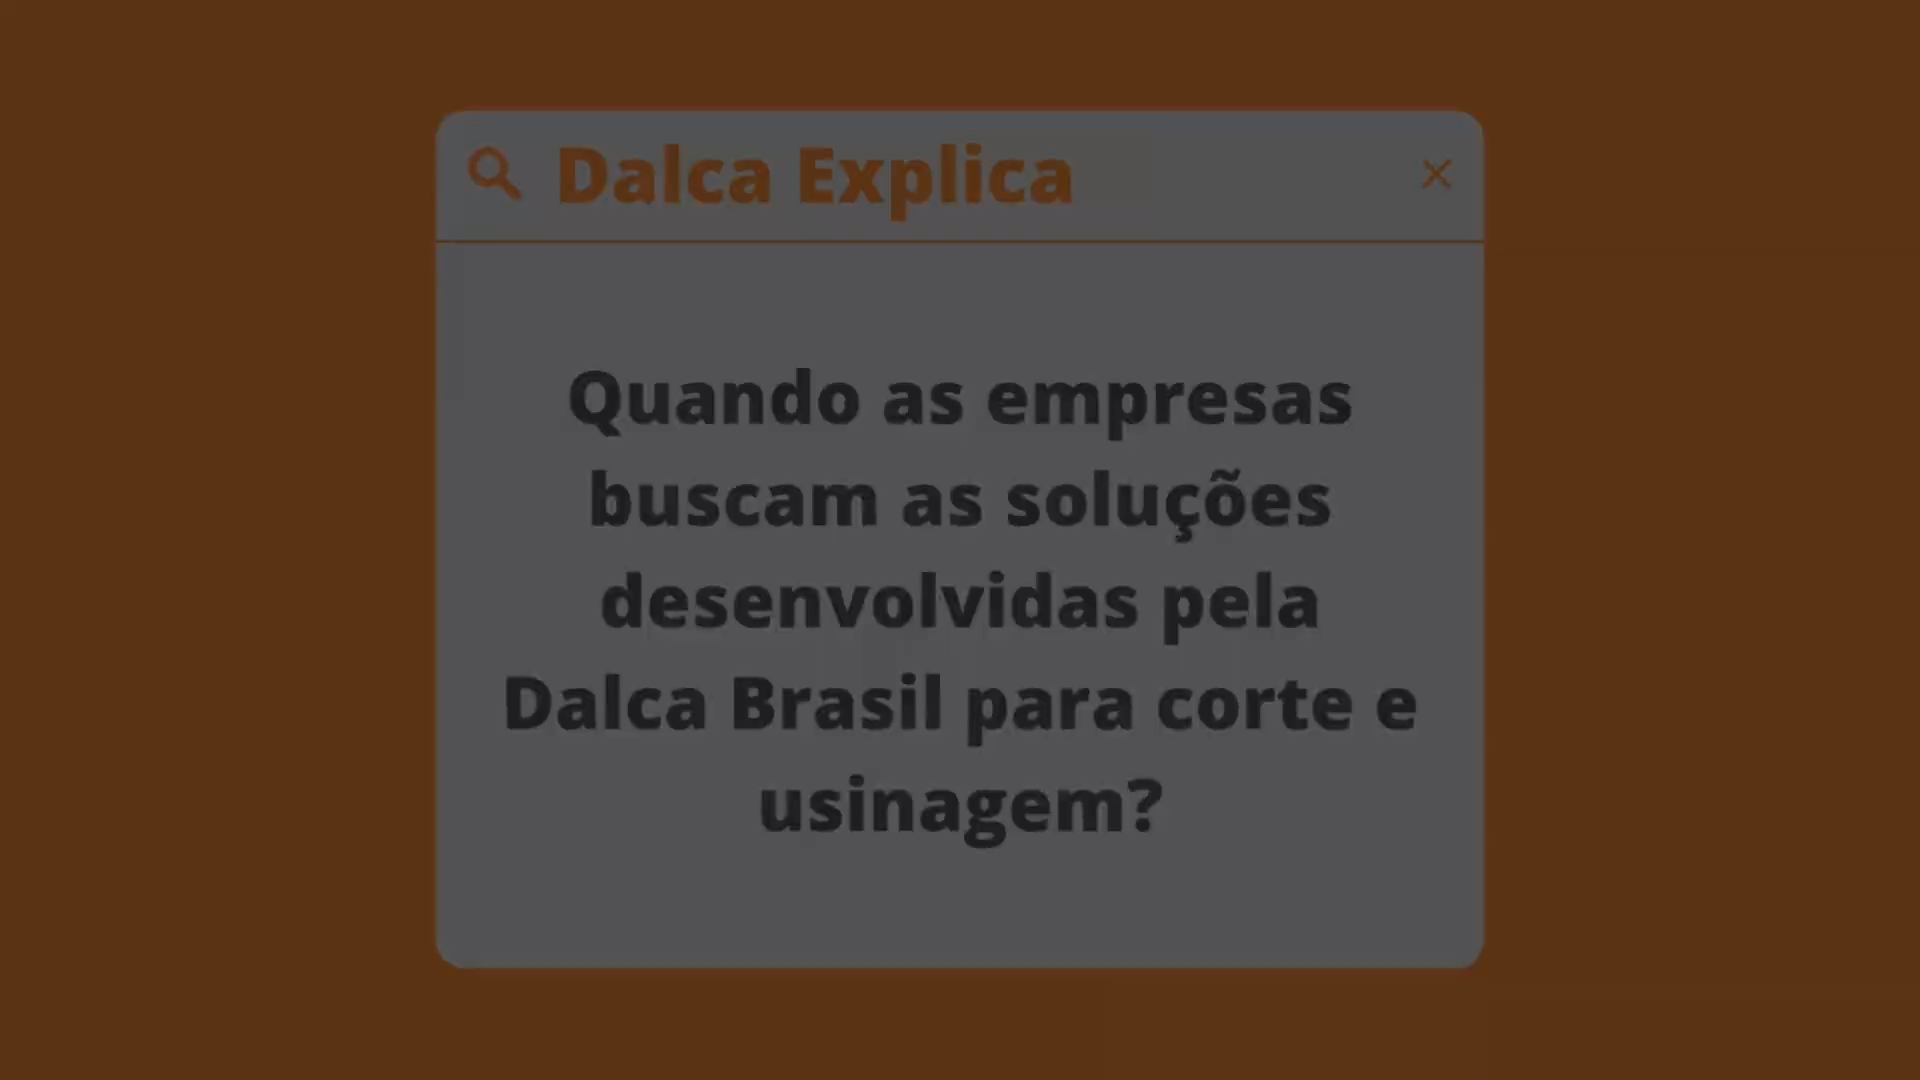 Dalca Explica
Quando as empresas
buscam as soluções
desenvolvidas pela
Dalca Brasil para corte e
usinagem?